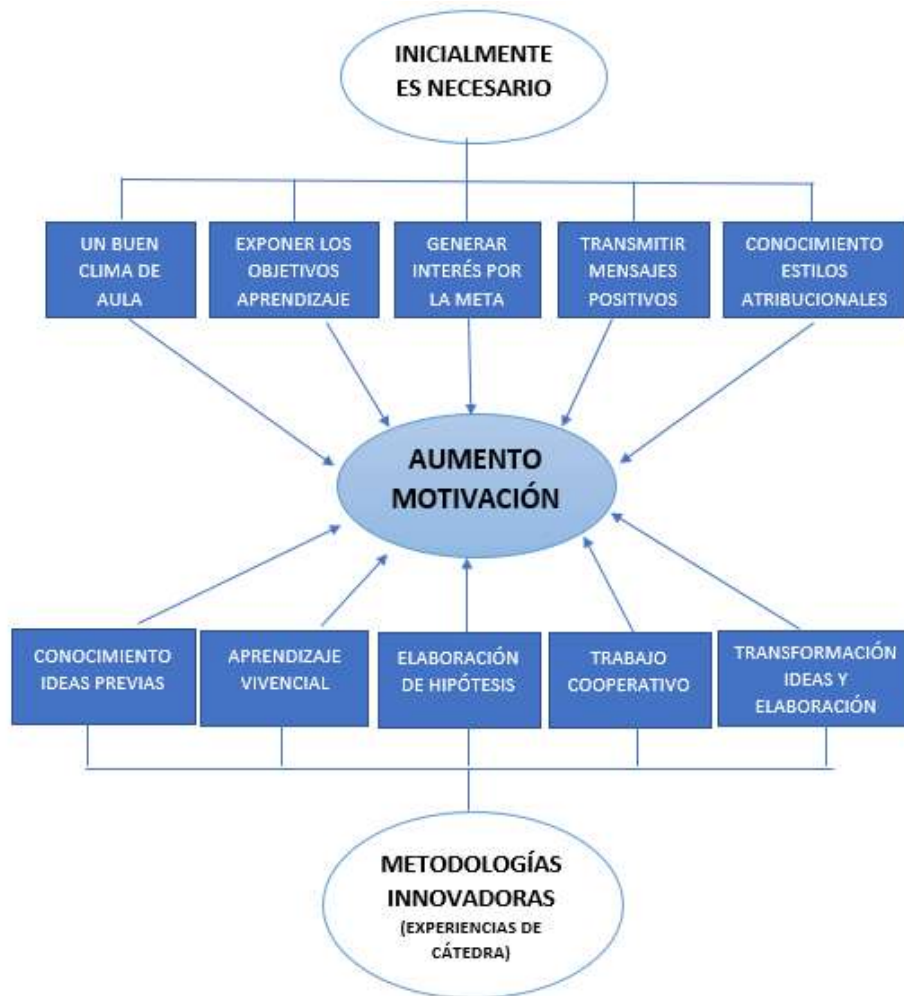 INICIALMENTE
ES NECESARIO
UN BUEN
CLIMA DE
AULA
EXPONER LOS
OBJETIVOS
APRENDIZAJE
GENERAR
INTERÉS POR
LA META
TRANSMITIR
MENSAJES
POSITIVOS
CONOCIMIENTO
ESTILOS
ATRIBUCIONALES
AUMENTO
MOTIVACIÓN
CONOCIMIENTO
IDEAS PREVIAS
APRENDIZAJE
VIVENCIAL
ELABORACIÓN
DE HIPÓTESIS
TRABAJO
COOPERATIVO
TRANSFORMACIÓN
IDEAS Y
ELABORACIÓN
METODOLOGÍAS
INNOVADORAS
(EXPERIENCIAS DE
CÁTEDRA)